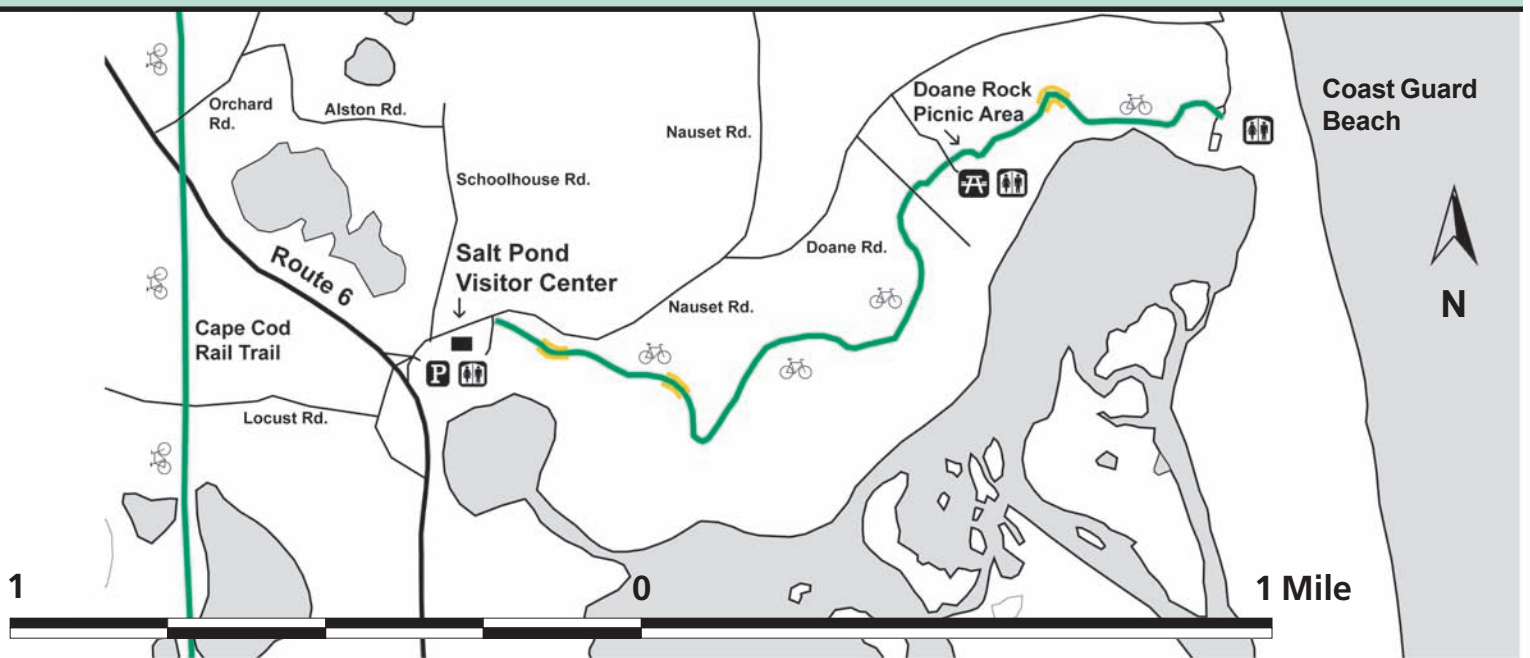 Orchard
Rd.
Alston Rd.
Nauset Rd.
Doane Rock
Picnic Area
Coast Guard
Beach
Schoolhouse Rd.
Salt Pond
Visitor Center
Doane Rd.
Route 6
Nauset Rd.
N
Cape Cod
Rail Trail
P
Locust Rd.
1
0
1 Mile